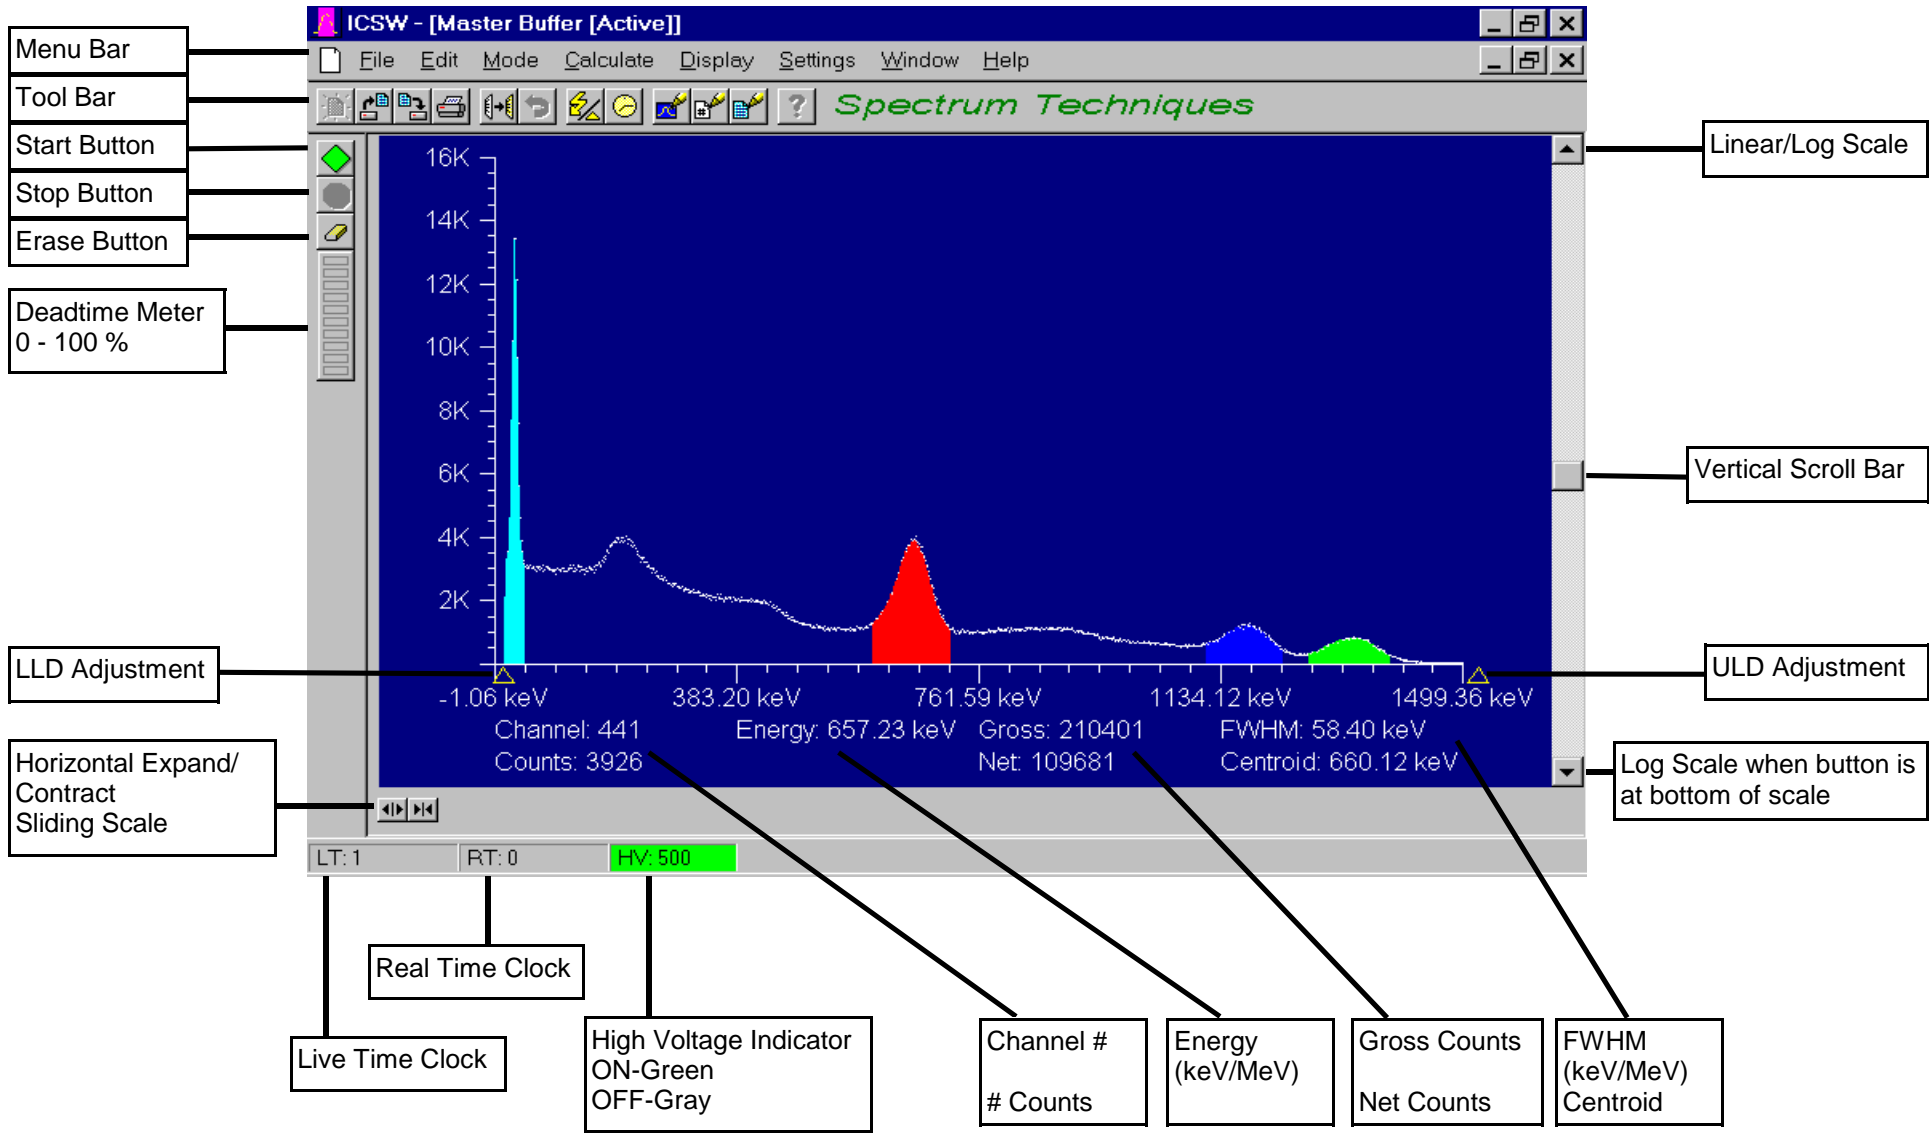 ICSW - [Master Buffer [Active]]
File Edit Mode Calculate Display Settings Window Help
Spectrum Techniques
Menu Bar
Tool Bar
Start Button
Stop Button
Erase Button
Deadtime Meter
0 - 100 %
LLD Adjustment
Horizontal Expand/
Contract
Sliding Scale
16K
14K
12K
10K
8K
6K
4K
2K
-1.06 keV 383.20 keV 761.59 keV 1134.12 keV 1499.36 keV
Channel: 441 Energy: 657.23 keV Gross: 210401 FWHM: 58.40 keV
Counts: 3926 Net: 109681 Centroid: 660.12 keV
LT: 1 RT: 0 HV: 500
Linear/Log Scale
Vertical Scroll Bar
ULD Adjustment
Log Scale when button is
at bottom of scale
Real Time Clock
Live Time Clock
High Voltage Indicator
ON-Green
OFF-Gray
Channel #
# Counts
Energy
(keV/MeV)
Gross Counts
Net Counts
FWHM
(keV/MeV)
Centroid